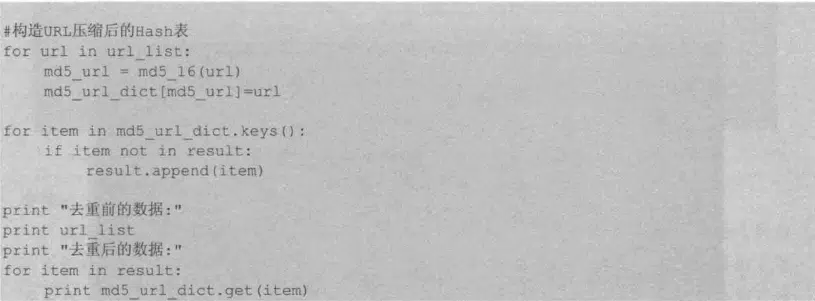 #构造URL压缩后的Hash表
for url in url_list:
    md5_url = md5_16(url)
    md5_url_dict[md5_url]=url

for item in md5_url_dict.keys():
    if item not in result:
        result.append(item)

print "去重前的数据:"
print url_list
print "去重后的数据:"
for item in result:
    print md5_url_dict.get(item)